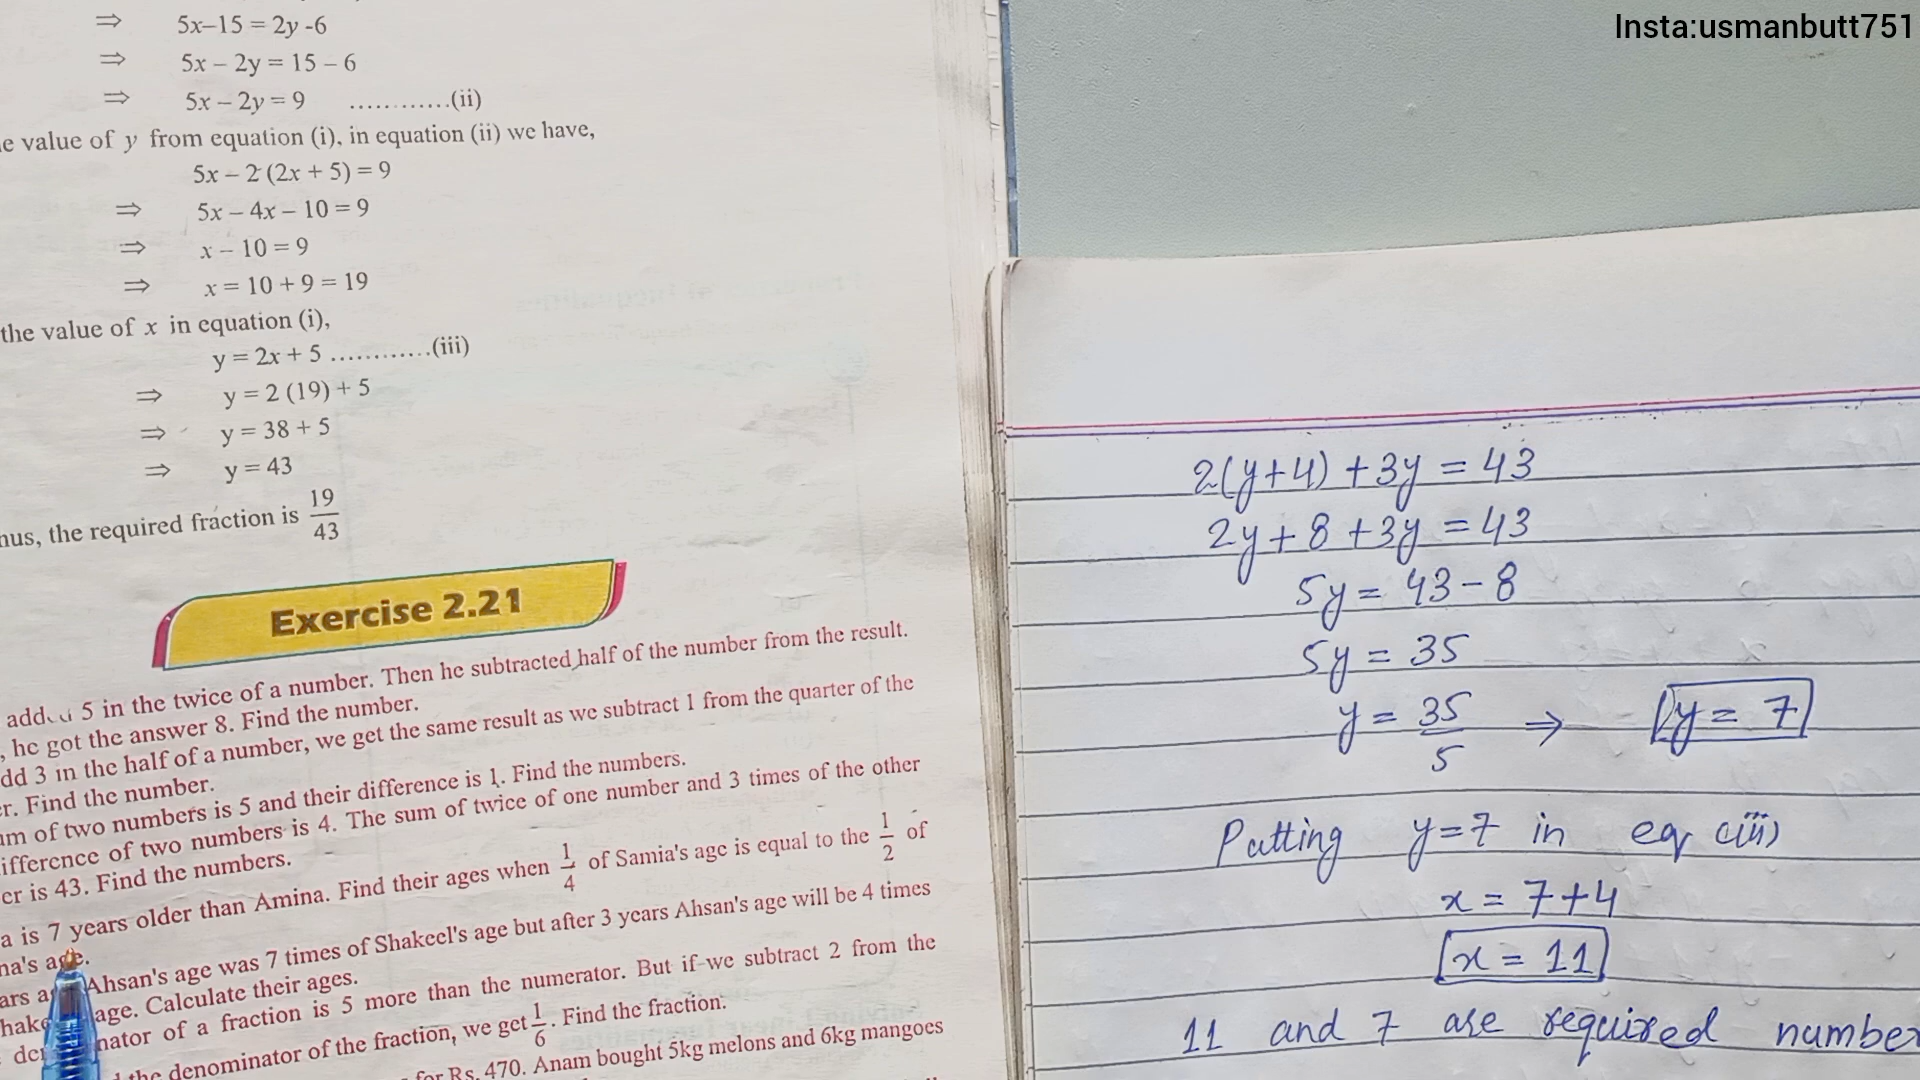 Insta:usmanbutt751
⇒ 5x–15 = 2y -6
⇒ 5x – 2y = 15 – 6
⇒ 5x – 2y = 9 ............(ii)
value of y from equation (i), in equation (ii) we have,
5x – 2 (2x + 5) = 9
⇒ 5x – 4x – 10 = 9
⇒ x – 10 = 9
⇒ x = 10 + 9 = 19
the value of x in equation (i),
y = 2x + 5 ............(iii)
⇒ y = 2 (19) + 5
⇒ y = 38 + 5
⇒ y = 43
hus, the required fraction is 19/43
Exercise 2.21
5 in the twice of a number. Then he subtracted half of the number from the result.
, he got the answer 8. Find the number.
dd 3 in the half of a number, we get the same result as we subtract 1 from the quarter of the
er. Find the number.
um of two numbers is 5 and their difference is 1. Find the numbers.
ifference of two numbers is 4. The sum of twice of one number and 3 times of the other
er is 43. Find the numbers.
a is 7 years older than Amina. Find their ages when 1/4 of Samia's age is equal to the 1/2 of
na's age.
ars a Ahsan's age was 7 times of Shakeel's age but after 3 years Ahsan's age will be 4 times
hake age. Calculate their ages.
nator of a fraction is 5 more than the numerator. But if we subtract 2 from the
the denominator of the fraction, we get 1/6. Find the fraction.
for Rs. 470. Anam bought 5kg melons and 6kg mangoes
2(y+4) + 3y = 43
2y + 8 + 3y = 43
5y = 43 - 8
5y = 35
y = 35/5 ⇒ y = 7
Putting y=7 in eq (iii)
x = 7+4
x = 11
11 and 7 are required number